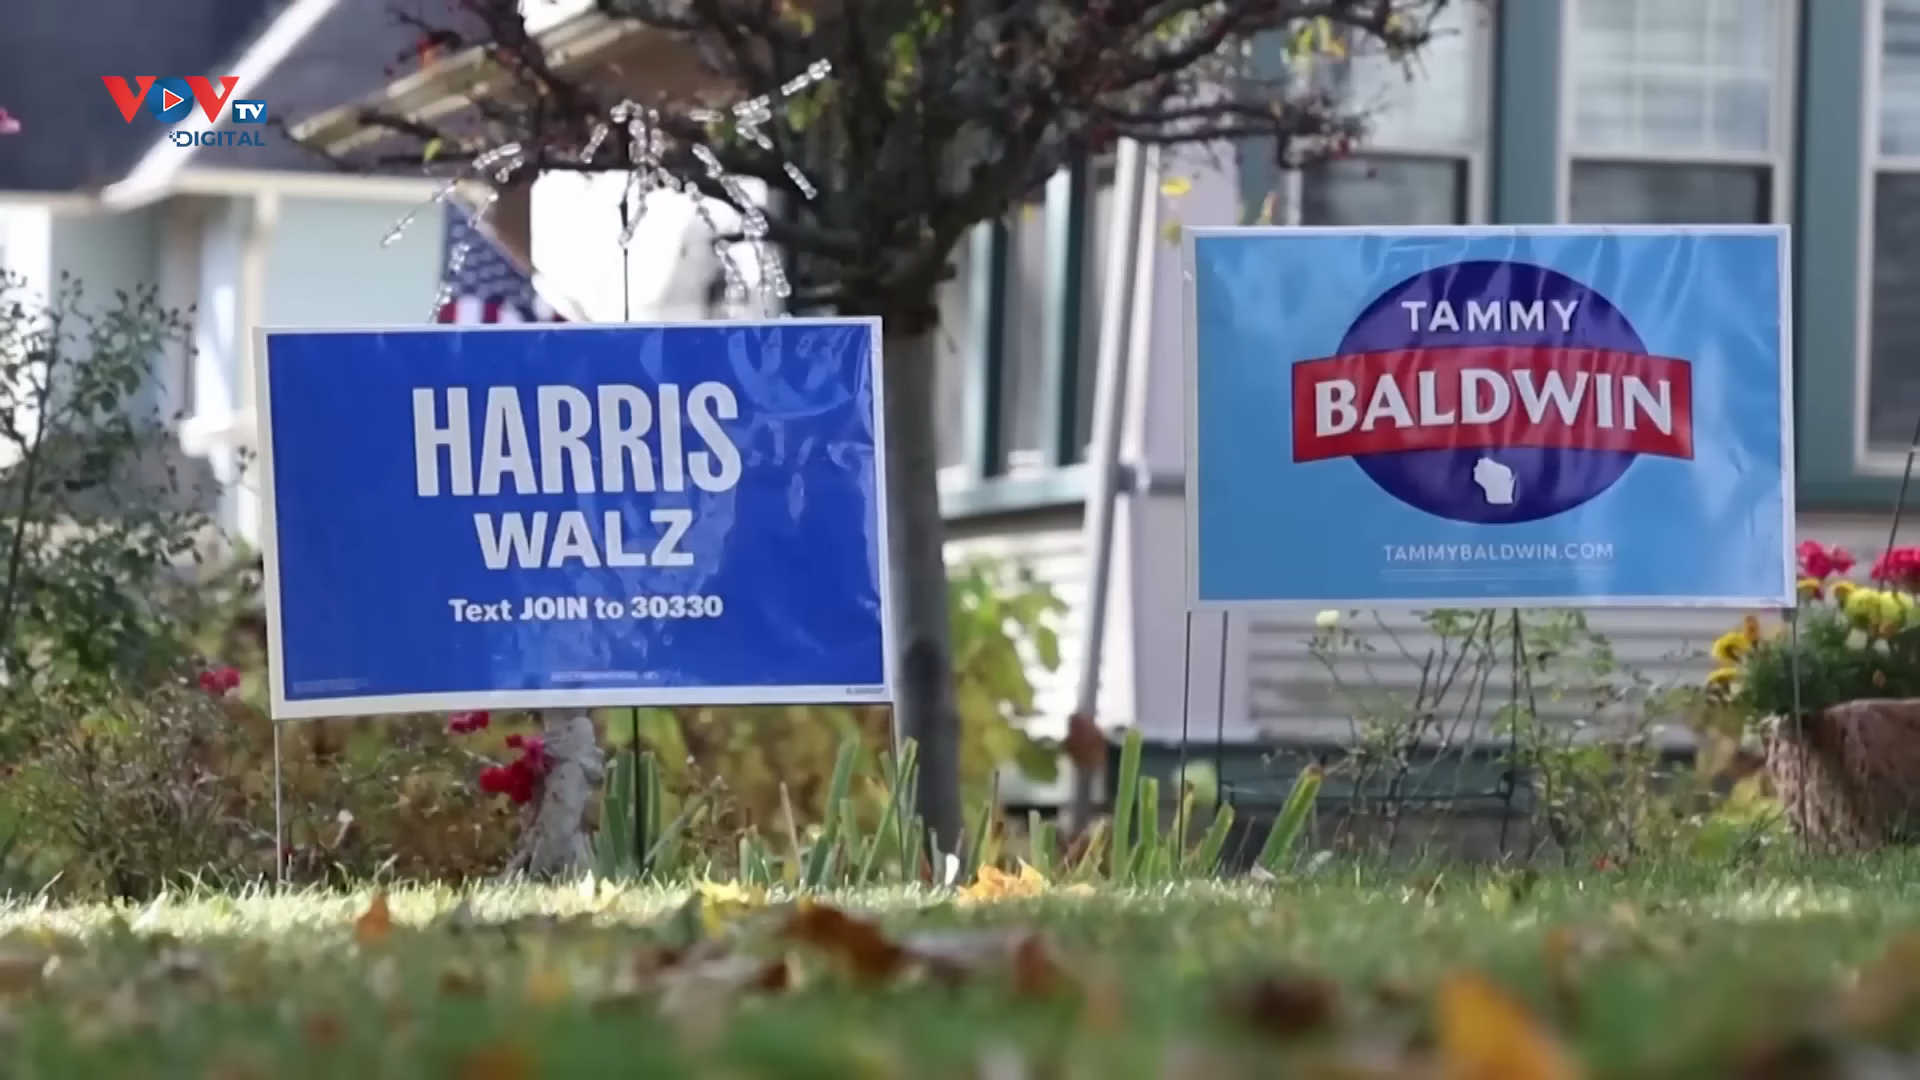 VOV TV
DIGITAL
HARRIS
WALZ
Text JOIN to 30330
TAMMY
BALDWIN
TAMMYBALDWIN.COM